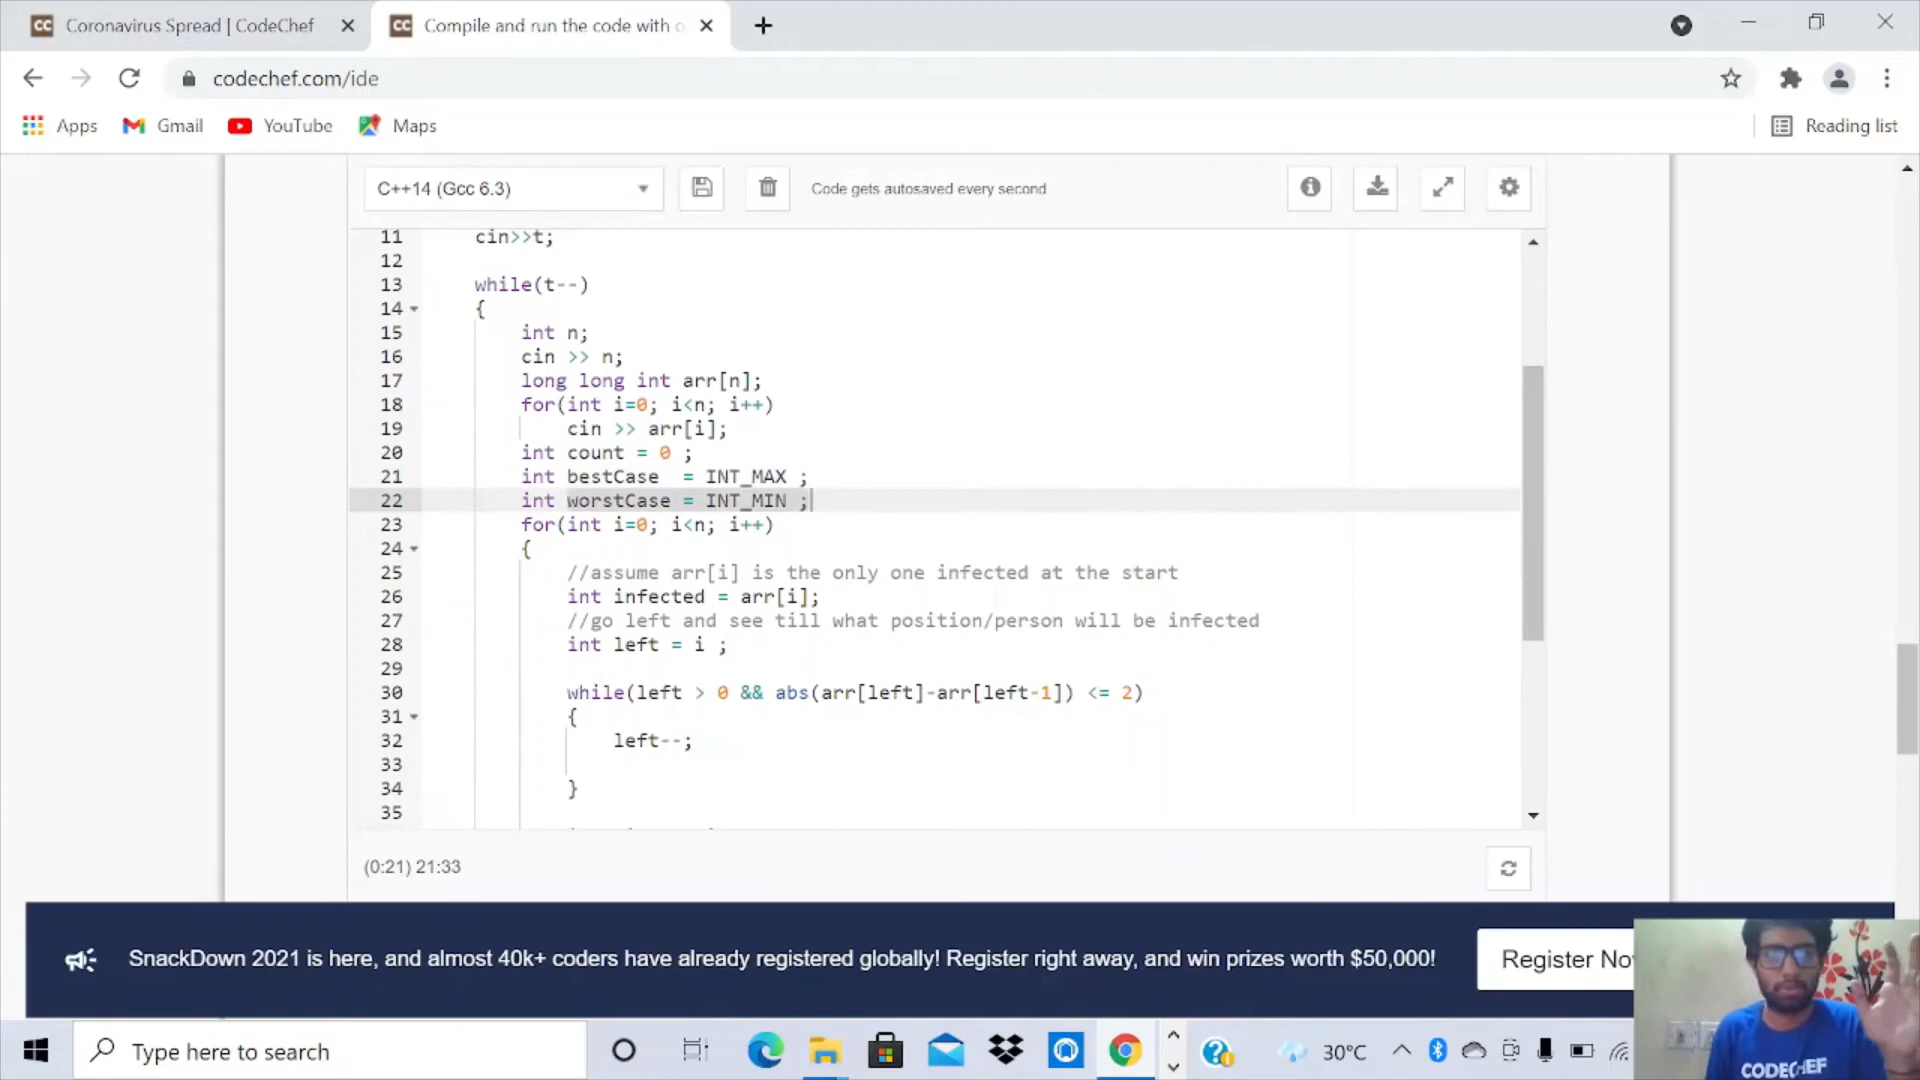 CC Coronavirus Spread | CodeChef
CC Compile and run the code with o
codechef.com/ide
Apps Gmail YouTube Maps Reading list
C++14 (Gcc 6.3) Code gets autosaved every second
11 cin>>t;
12
13 while(t--)
14 {
15 int n;
16 cin >> n;
17 long long int arr[n];
18 for(int i=0; i<n; i++)
19 cin >> arr[i];
20 int count = 0 ;
21 int bestCase  = INT_MAX ;
22 int worstCase = INT_MIN ;
23 for(int i=0; i<n; i++)
24 {
25 //assume arr[i] is the only one infected at the start
26 int infected = arr[i];
27 //go left and see till what position/person will be infected
28 int left = i ;
29
30 while(left > 0 && abs(arr[left]-arr[left-1]) <= 2)
31 {
32 left--;
33
34 }
35
(0:21) 21:33
SnackDown 2021 is here, and almost 40k+ coders have already registered globally! Register right away, and win prizes worth $50,000! Register No
CODECHEF
Type here to search 30°C